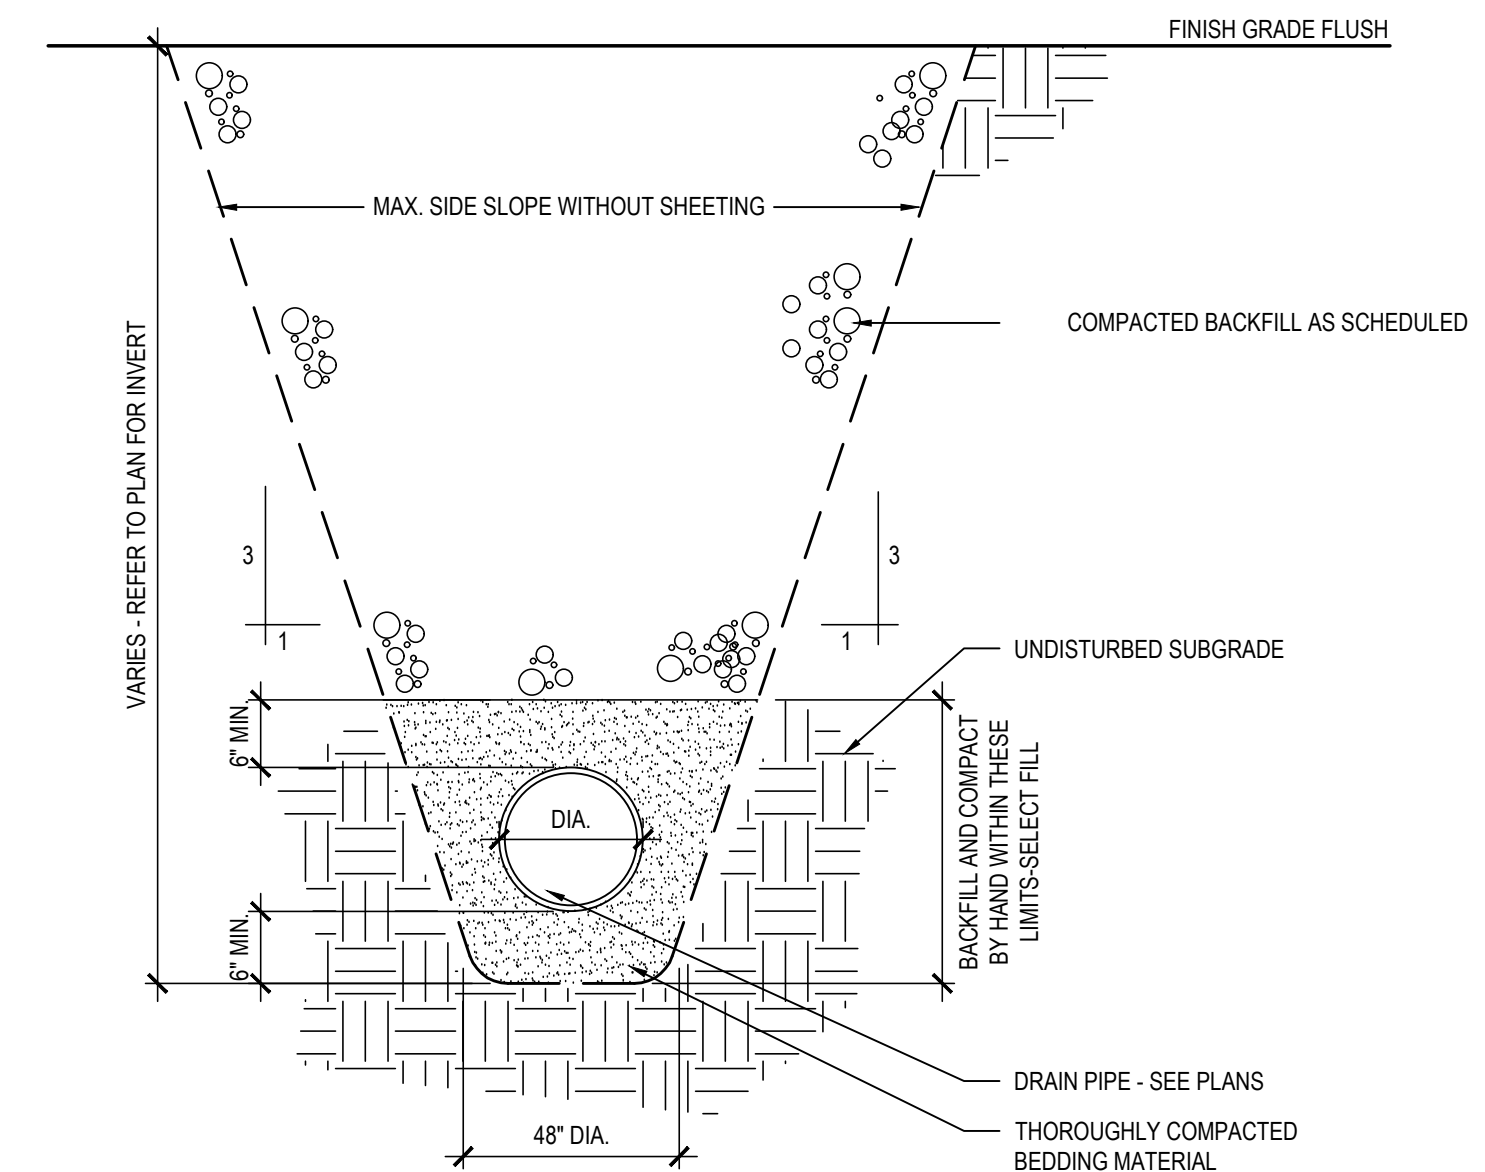 FINISH GRADE FLUSH
MAX. SIDE SLOPE WITHOUT SHEETING
COMPACTED BACKFILL AS SCHEDULED
VARIES - REFER TO PLAN FOR INVERT
3
1
3
1
UNDISTURBED SUBGRADE
6" MIN.
BACKFILL AND COMPACT
BY HAND WITHIN THESE
LIMITS-SELECT FILL
DIA.
6" MIN.
DRAIN PIPE - SEE PLANS
48" DIA.
THOROUGHLY COMPACTED
BEDDING MATERIAL